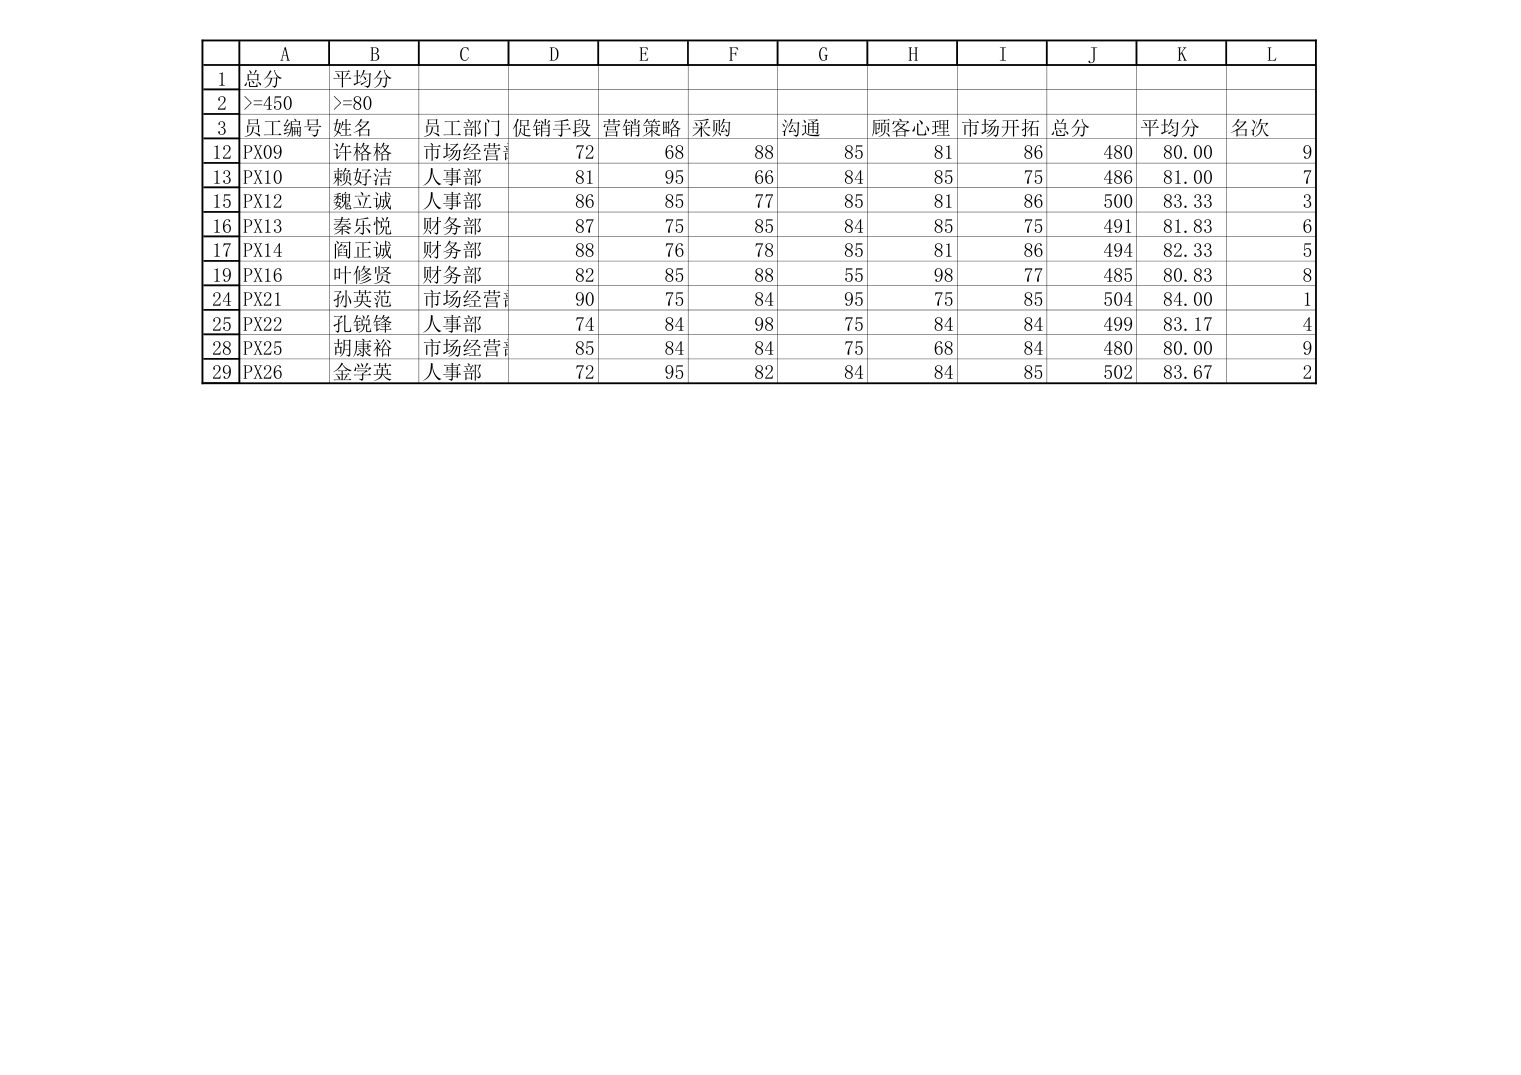 A B C D E F G H I J K L
1 总分 平均分
2 >=450 >=80
3 员工编号 姓名 员工部门 促销手段 营销策略 采购 沟通 顾客心理 市场开拓 总分 平均分 名次
12 PX09 许格格 市场经营 72 68 88 85 81 86 480 80.00 9
13 PX10 赖好洁 人事部 81 95 66 84 85 75 486 81.00 7
15 PX12 魏立诚 人事部 86 85 77 85 81 86 500 83.33 3
16 PX13 秦乐悦 财务部 87 75 85 84 85 75 491 81.83 6
17 PX14 阎正诚 财务部 88 76 78 85 81 86 494 82.33 5
19 PX16 叶修贤 财务部 82 85 88 55 98 77 485 80.83 8
24 PX21 孙英范 市场经营 90 75 84 95 75 85 504 84.00 1
25 PX22 孔锐锋 人事部 74 84 98 75 84 84 499 83.17 4
28 PX25 胡康裕 市场经营 85 84 84 75 68 84 480 80.00 9
29 PX26 金学英 人事部 72 95 82 84 84 85 502 83.67 2